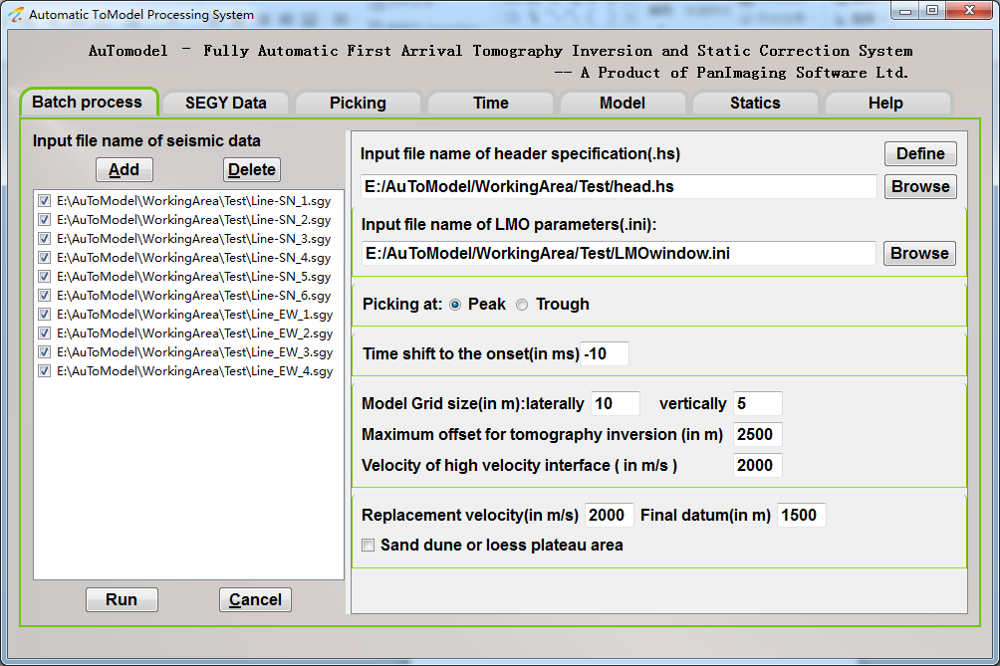 Automatic ToModel Processing System
AuTomodel - Fully Automatic First Arrival Tomography Inversion and Static Correction System
-- A Product of PanImaging Software Ltd.
Batch process SEGY Data Picking Time Model Statics Help
Input file name of seismic data
Add Delete
E:\AuToModel\WorkingArea\Test\Line-SN_1.sgy
E:\AuToModel\WorkingArea\Test\Line-SN_2.sgy
E:\AuToModel\WorkingArea\Test\Line-SN_3.sgy
E:\AuToModel\WorkingArea\Test\Line-SN_4.sgy
E:\AuToModel\WorkingArea\Test\Line-SN_5.sgy
E:\AuToModel\WorkingArea\Test\Line-SN_6.sgy
E:\AuToModel\WorkingArea\Test\Line_EW_1.sgy
E:\AuToModel\WorkingArea\Test\Line_EW_2.sgy
E:\AuToModel\WorkingArea\Test\Line_EW_3.sgy
E:\AuToModel\WorkingArea\Test\Line_EW_4.sgy
Run Cancel
Input file name of header specification(.hs) Define
E:/AuToModel/WorkingArea/Test/head.hs Browse
Input file name of LMO parameters(.ini):
E:/AuToModel/WorkingArea/Test/LMOwindow.ini Browse
Picking at: Peak Trough
Time shift to the onset(in ms) -10
Model Grid size(in m):laterally 10 vertically 5
Maximum offset for tomography inversion (in m) 2500
Velocity of high velocity interface ( in m/s ) 2000
Replacement velocity(in m/s) 2000 Final datum(in m) 1500
Sand dune or loess plateau area